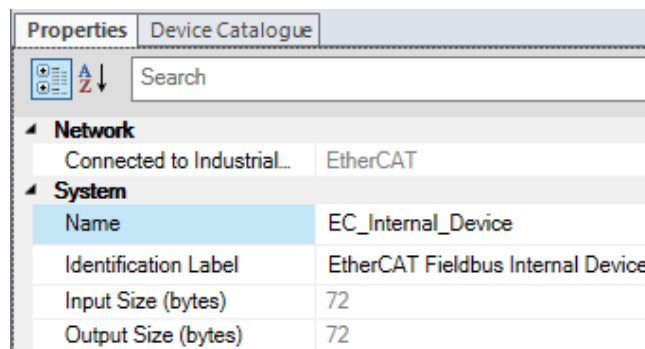 Properties Device Catalogue
A Z Search
Network
Connected to Industrial... EtherCAT
System
Name EC_Internal_Device
Identification Label EtherCAT Fieldbus Internal Device
Input Size (bytes) 72
Output Size (bytes) 72